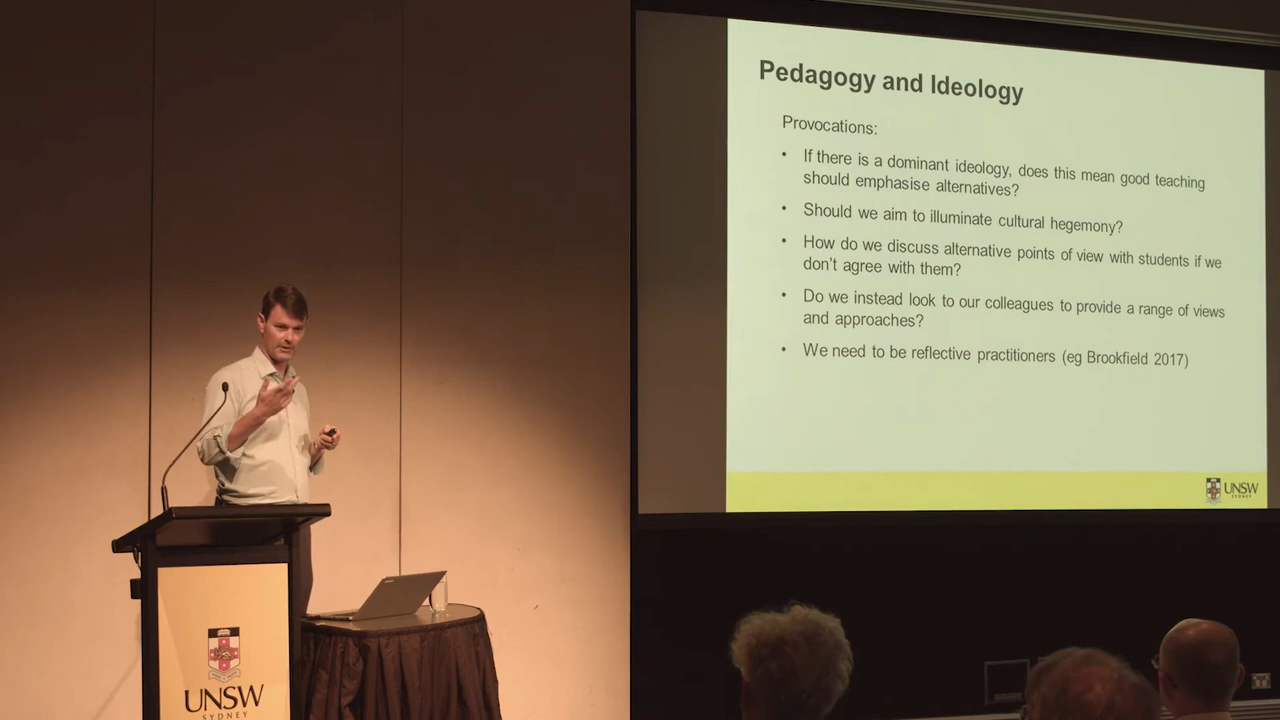 Pedagogy and Ideology
Provocations:
• If there is a dominant ideology, does this mean good teaching
should emphasise alternatives?
• Should we aim to illuminate cultural hegemony?
• How do we discuss alternative points of view with students if we
don't agree with them?
• Do we instead look to our colleagues to provide a range of views
and approaches?
• We need to be reflective practitioners (eg Brookfield 2017)
UNSW
SYDNEY
UNSW
SYDNEY